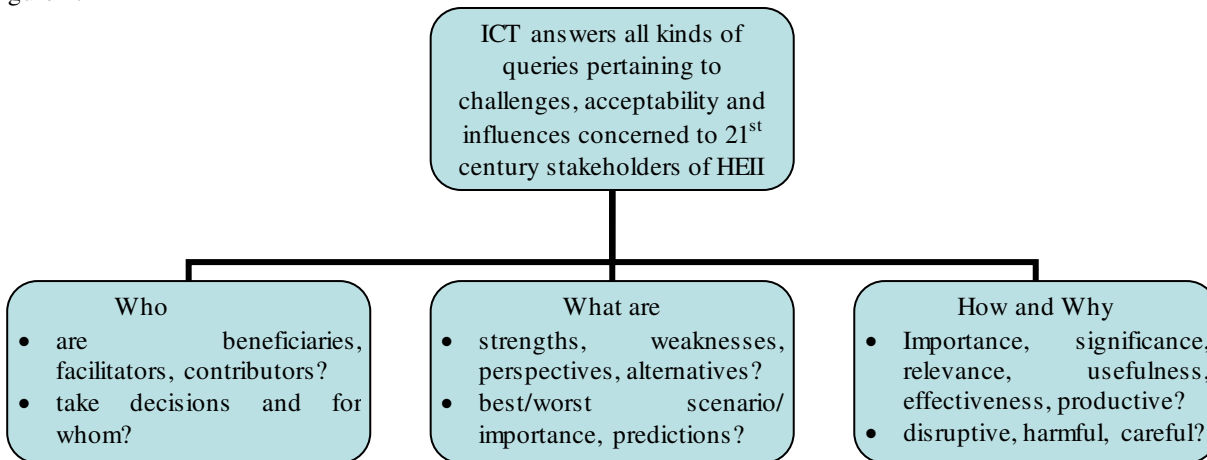 ICT answers all kinds of
queries pertaining to
challenges, acceptability and
influences concerned to 21st
century stakeholders of HEII
Who
• are beneficiaries,
facilitators, contributors?
• take decisions and for
whom?
What are
• strengths, weaknesses,
perspectives, alternatives?
• best/worst scenario/
importance, predictions?
How and Why
• Importance, significance,
relevance, usefulness,
effectiveness, productive?
• disruptive, harmful, careful?